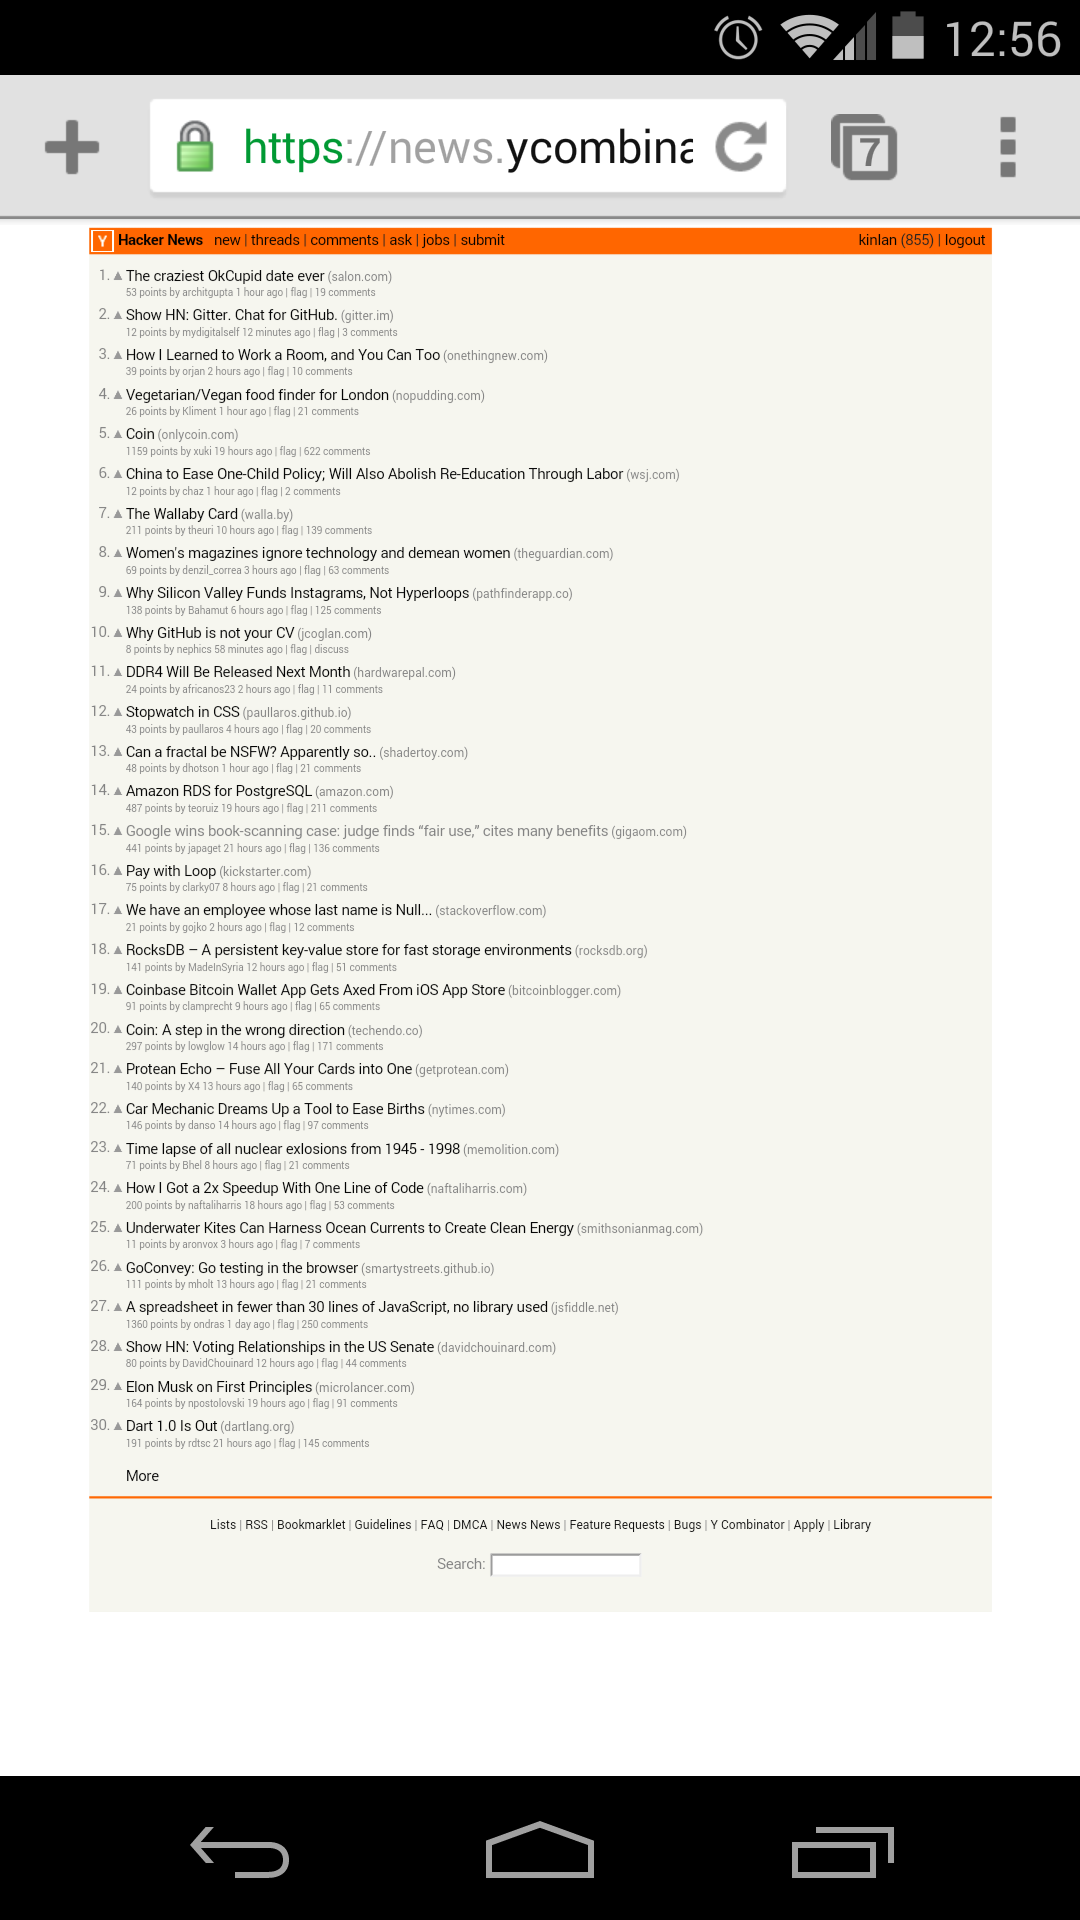 12:56
https://news.ycombina
7
Y Hacker News new | threads | comments | ask | jobs | submit kinlan (855) | logout
1. The craziest OkCupid date ever (salon.com)
53 points by architgupta 1 hour ago | flag | 19 comments
2. Show HN: Gitter. Chat for GitHub. (gitter.im)
12 points by mydigitalself 12 minutes ago | flag | 3 comments
3. How I Learned to Work a Room, and You Can Too (onethingnew.com)
39 points by orjan 2 hours ago | flag | 10 comments
4. Vegetarian/Vegan food finder for London (nopudding.com)
26 points by Kliment 1 hour ago | flag | 21 comments
5. Coin (onlycoin.com)
1159 points by xuki 19 hours ago | flag | 622 comments
6. China to Ease One-Child Policy; Will Also Abolish Re-Education Through Labor (wsj.com)
12 points by chaz 1 hour ago | flag | 2 comments
7. The Wallaby Card (walla.by)
211 points by theuri 10 hours ago | flag | 139 comments
8. Women's magazines ignore technology and demean women (theguardian.com)
69 points by denzil_correa 3 hours ago | flag | 63 comments
9. Why Silicon Valley Funds Instagrams, Not Hyperloops (pathfinderapp.co)
138 points by Bahamut 6 hours ago | flag | 125 comments
10. Why GitHub is not your CV (jcoglan.com)
8 points by nephics 58 minutes ago | flag | discuss
11. DDR4 Will Be Released Next Month (hardwarepal.com)
24 points by africanos23 2 hours ago | flag | 11 comments
12. Stopwatch in CSS (paullaros.github.io)
43 points by paullaros 4 hours ago | flag | 20 comments
13. Can a fractal be NSFW? Apparently so.. (shadertoy.com)
48 points by dhotson 1 hour ago | flag | 21 comments
14. Amazon RDS for PostgreSQL (amazon.com)
487 points by teoruiz 19 hours ago | flag | 211 comments
15. Google wins book-scanning case: judge finds “fair use,” cites many benefits (gigaom.com)
441 points by japaget 21 hours ago | flag | 136 comments
16. Pay with Loop (kickstarter.com)
75 points by clarky07 8 hours ago | flag | 21 comments
17. We have an employee whose last name is Null... (stackoverflow.com)
21 points by gojko 2 hours ago | flag | 12 comments
18. RocksDB – A persistent key-value store for fast storage environments (rocksdb.org)
141 points by MadeInSyria 12 hours ago | flag | 51 comments
19. Coinbase Bitcoin Wallet App Gets Axed From iOS App Store (bitcoinblogger.com)
91 points by clamprecht 9 hours ago | flag | 65 comments
20. Coin: A step in the wrong direction (techendo.co)
297 points by lowglow 14 hours ago | flag | 171 comments
21. Protean Echo – Fuse All Your Cards into One (getprotean.com)
140 points by X4 13 hours ago | flag | 65 comments
22. Car Mechanic Dreams Up a Tool to Ease Births (nytimes.com)
146 points by danso 14 hours ago | flag | 97 comments
23. Time lapse of all nuclear exlosions from 1945 - 1998 (memolition.com)
71 points by Bhel 8 hours ago | flag | 21 comments
24. How I Got a 2x Speedup With One Line of Code (naftaliharris.com)
200 points by naftaliharris 18 hours ago | flag | 53 comments
25. Underwater Kites Can Harness Ocean Currents to Create Clean Energy (smithsonianmag.com)
11 points by aronvox 3 hours ago | flag | 7 comments
26. GoConvey: Go testing in the browser (smartystreets.github.io)
111 points by mholt 13 hours ago | flag | 21 comments
27. A spreadsheet in fewer than 30 lines of JavaScript, no library used (jsfiddle.net)
1360 points by ondras 1 day ago | flag | 250 comments
28. Show HN: Voting Relationships in the US Senate (davidchouinard.com)
80 points by DavidChouinard 12 hours ago | flag | 44 comments
29. Elon Musk on First Principles (microlancer.com)
164 points by npostolovski 19 hours ago | flag | 91 comments
30. Dart 1.0 Is Out (dartlang.org)
191 points by rdtsc 21 hours ago | flag | 145 comments
More
Lists | RSS | Bookmarklet | Guidelines | FAQ | DMCA | News News | Feature Requests | Bugs | Y Combinator | Apply | Library
Search: